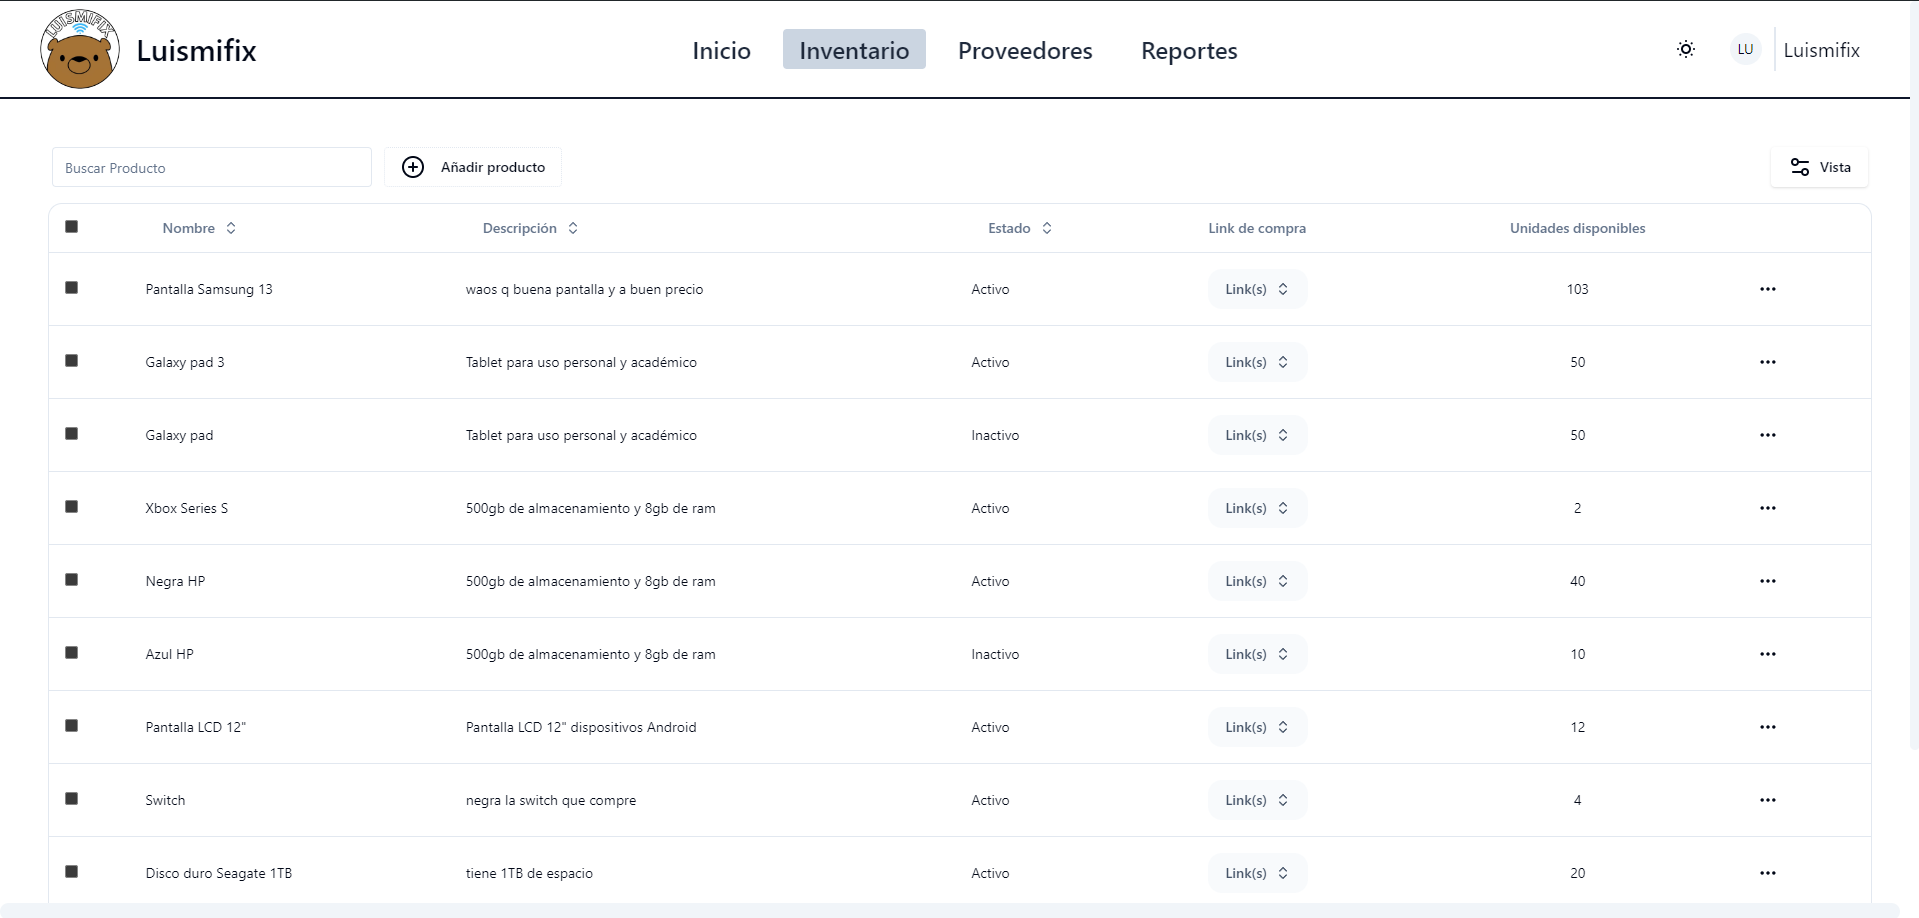 LUISMIFIX
Luismifix
Inicio Inventario Proveedores Reportes
LU Luismifix
Buscar Producto Añadir producto Vista
Nombre Descripción Estado Link de compra Unidades disponibles
Pantalla Samsung 13 waos q buena pantalla y a buen precio Activo Link(s) 103 ...
Galaxy pad 3 Tablet para uso personal y académico Activo Link(s) 50 ...
Galaxy pad Tablet para uso personal y académico Inactivo Link(s) 50 ...
Xbox Series S 500gb de almacenamiento y 8gb de ram Activo Link(s) 2 ...
Negra HP 500gb de almacenamiento y 8gb de ram Activo Link(s) 40 ...
Azul HP 500gb de almacenamiento y 8gb de ram Inactivo Link(s) 10 ...
Pantalla LCD 12" Pantalla LCD 12" dispositivos Android Activo Link(s) 12 ...
Switch negra la switch que compre Activo Link(s) 4 ...
Disco duro Seagate 1TB tiene 1TB de espacio Activo Link(s) 20 ...